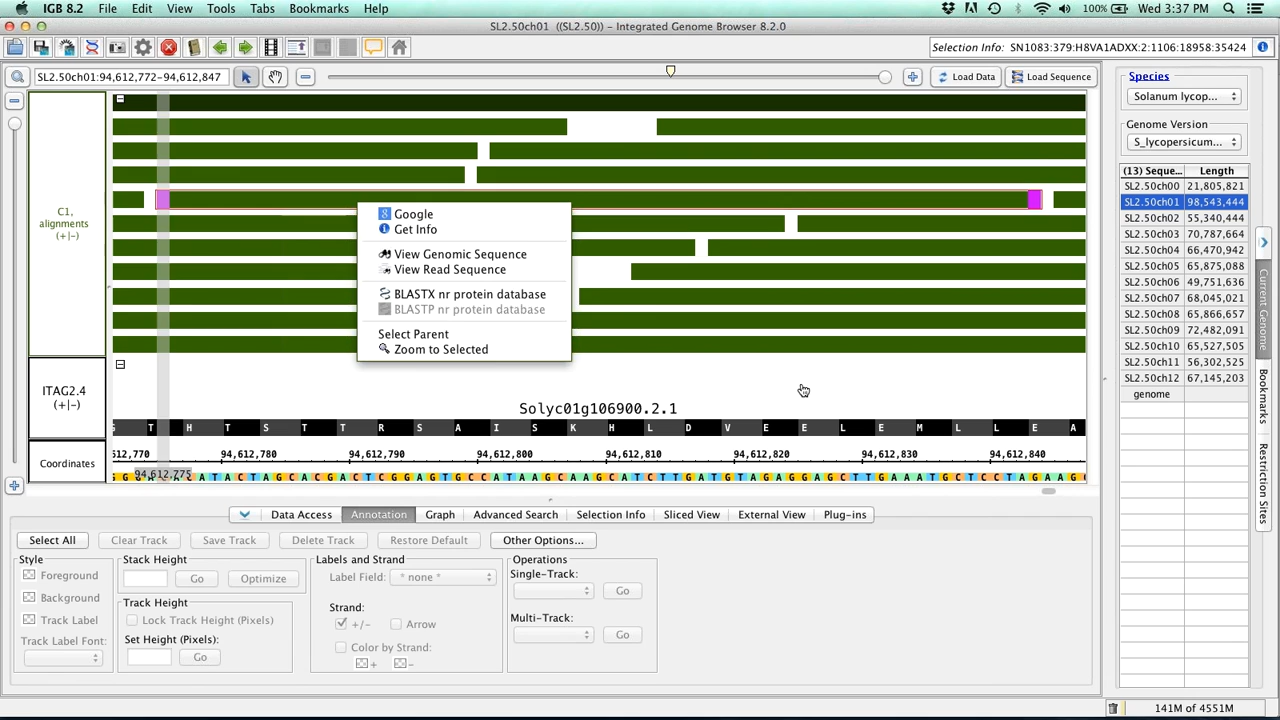 IGB 8.2 File Edit View Tools Tabs Bookmarks Help 100% Wed 3:37 PM
SL2.50ch01 ((SL2.50)) - Integrated Genome Browser 8.2.0
Selection Info: SN1083:379:H8VA1ADXX:2:1106:18958:35424
SL2.50ch01:94,612,772-94,612,847 Load Data Load Sequence
Species
Solanum lycop...
Genome Version
S_lycopersicum...
(13) Seque... Length
SL2.50ch00 21,805,821
SL2.50ch01 98,543,444
SL2.50ch02 55,340,444
SL2.50ch03 70,787,664
SL2.50ch04 66,470,942
SL2.50ch05 65,875,088
SL2.50ch06 49,751,636
SL2.50ch07 68,045,021
SL2.50ch08 65,866,657
SL2.50ch09 72,482,091
SL2.50ch10 65,527,505
SL2.50ch11 56,302,525
SL2.50ch12 67,145,203
genome
Current Genome
Bookmarks
Restriction Sites
C1,
alignments
(+|-)
Google
Get Info
View Genomic Sequence
View Read Sequence
BLASTX nr protein database
BLASTP nr protein database
Select Parent
Zoom to Selected
ITAG2.4
(+|-)
Solyc01g106900.2.1
T H T S T T R S A I S K H L D V E E L E M L L E A
Coordinates
612,770 94,612,780 94,612,790 94,612,800 94,612,810 94,612,820 94,612,830 94,612,840
94,612,775
Data Access Annotation Graph Advanced Search Selection Info Sliced View External View Plug-ins
Select All Clear Track Save Track Delete Track Restore Default Other Options...
Style
Foreground
Background
Track Label
Track Label Font:
Stack Height
Go Optimize
Track Height
Lock Track Height (Pixels)
Set Height (Pixels):
Go
Labels and Strand
Label Field: * none *
Strand:
+/- Arrow
Color by Strand:
+ -
Operations
Single-Track:
Go
Multi-Track:
Go
141M of 4551M